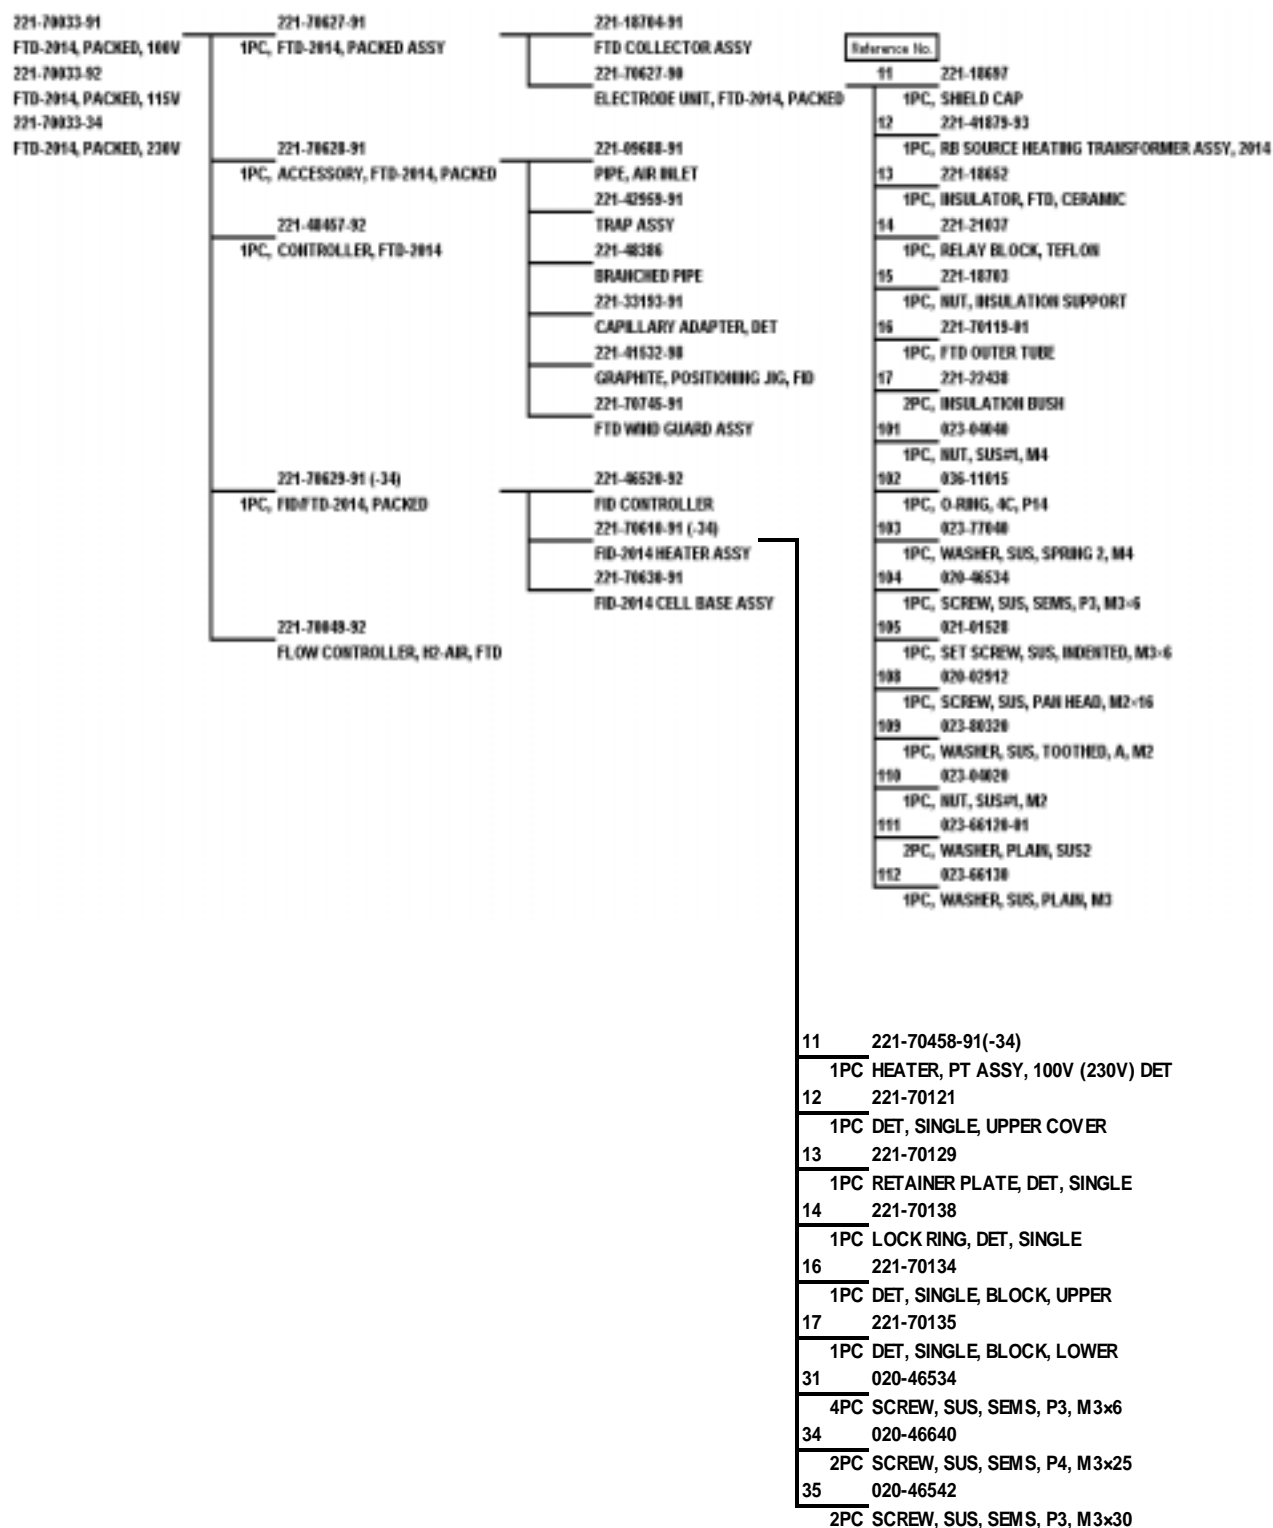 221-70033-91
FTD-2014, PACKED, 100V
221-70033-92
FTD-2014, PACKED, 115V
221-70033-34
FTD-2014, PACKED, 230V
221-70627-91
1PC, FTD-2014, PACKED ASSY
221-70628-91
1PC, ACCESSORY, FTD-2014, PACKED
221-48457-92
1PC, CONTROLLER, FTD-2014
221-70629-91 (-34)
1PC, FID/FTD-2014, PACKED
221-70049-92
FLOW CONTROLLER, H2-AIR, FTD
221-18704-91
FTD COLLECTOR ASSY
221-70627-90
ELECTRODE UNIT, FTD-2014, PACKED
221-09688-91
PIPE, AIR INLET
221-42959-91
TRAP ASSY
221-48386
BRANCHED PIPE
221-33193-91
CAPILLARY ADAPTER, DET
221-41532-98
GRAPHITE, POSITIONING JIG, FID
221-70745-91
FTD WIND GUARD ASSY
221-46520-92
FID CONTROLLER
221-70610-91 (-34)
FID-2014 HEATER ASSY
221-70630-91
FID-2014 CELL BASE ASSY
Reference No.
11 221-18697
1PC, SHIELD CAP
12 221-41879-93
1PC, RB SOURCE HEATING TRANSFORMER ASSY, 2014
13 221-18652
1PC, INSULATOR, FTD, CERAMIC
14 221-21037
1PC, RELAY BLOCK, TEFLON
15 221-18703
1PC, NUT, INSULATION SUPPORT
16 221-70119-01
1PC, FTD OUTER TUBE
17 221-22438
2PC, INSULATION BUSH
101 023-04040
1PC, NUT, SUS#1, M4
102 036-11015
1PC, O-RING, 4C, P14
103 023-77040
1PC, WASHER, SUS, SPRING 2, M4
104 020-46534
1PC, SCREW, SUS, SEMS, P3, M3×6
105 021-01528
1PC, SET SCREW, SUS, INDENTED, M3×6
108 020-02912
1PC, SCREW, SUS, PAN HEAD, M2×16
109 023-80320
1PC, WASHER, SUS, TOOTHED, A, M2
110 023-04020
1PC, NUT, SUS#1, M2
111 023-66120-01
2PC, WASHER, PLAIN, SUS2
112 023-66130
1PC, WASHER, SUS, PLAIN, M3
11 221-70458-91(-34)
1PC HEATER, PT ASSY, 100V (230V) DET
12 221-70121
1PC DET, SINGLE, UPPER COVER
13 221-70129
1PC RETAINER PLATE, DET, SINGLE
14 221-70138
1PC LOCK RING, DET, SINGLE
16 221-70134
1PC DET, SINGLE, BLOCK, UPPER
17 221-70135
1PC DET, SINGLE, BLOCK, LOWER
31 020-46534
4PC SCREW, SUS, SEMS, P3, M3×6
34 020-46640
2PC SCREW, SUS, SEMS, P4, M3×25
35 020-46542
2PC SCREW, SUS, SEMS, P3, M3×30